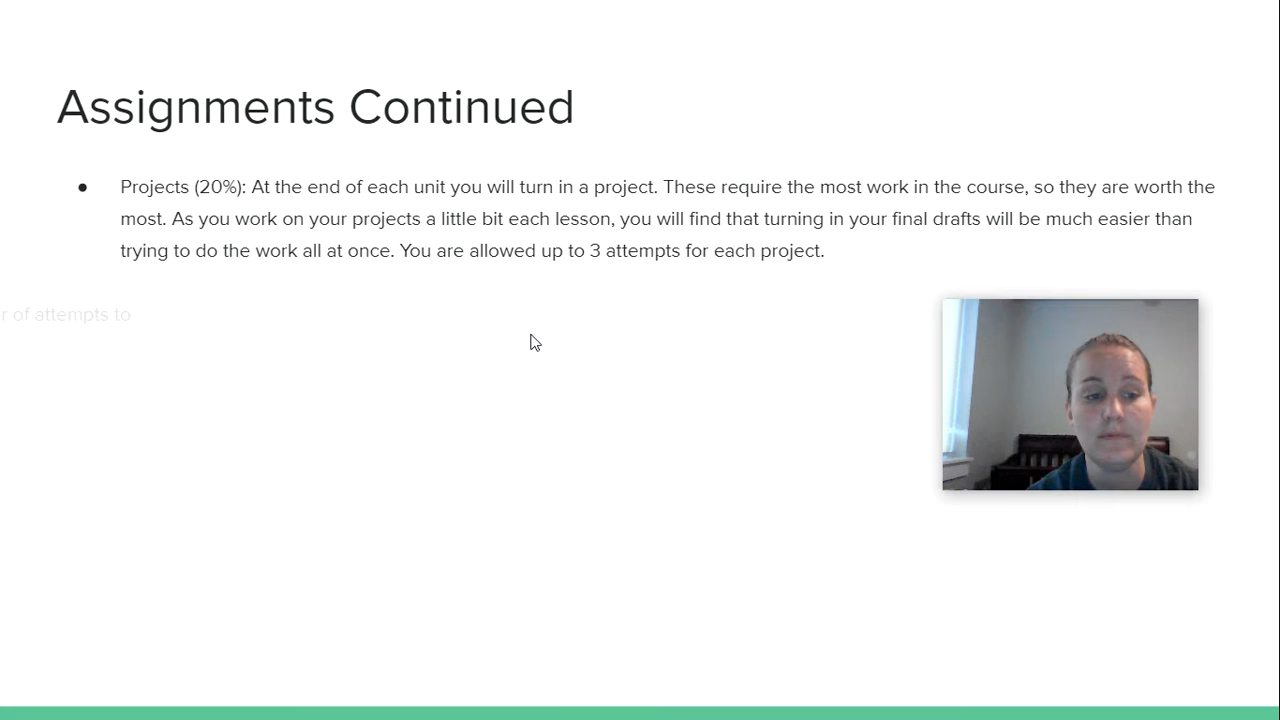 Assignments Continued
● Projects (20%): At the end of each unit you will turn in a project. These require the most work in the course, so they are worth the
most. As you work on your projects a little bit each lesson, you will find that turning in your final drafts will be much easier than
trying to do the work all at once. You are allowed up to 3 attempts for each project.
r of attempts to